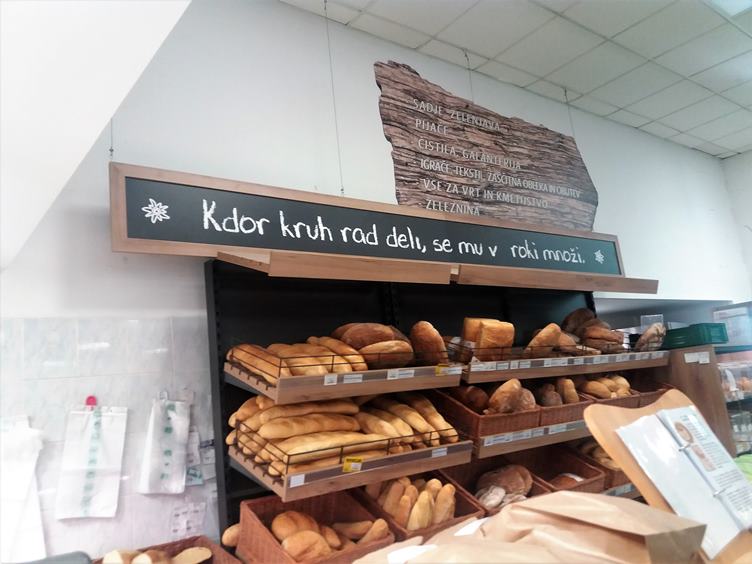 - SADJE, ZELENJAVA
- PIJAČE
- ČISTILA, GALANTERIJA
- IGRAČE, TEKSTIL, ZAŠČITNA OBLEKA IN OBUTEV
- VSE ZA VRT IN KMETIJSTVO
- ŽELEZNINA
Kdor kruh rad deli, se mu v roki množi.